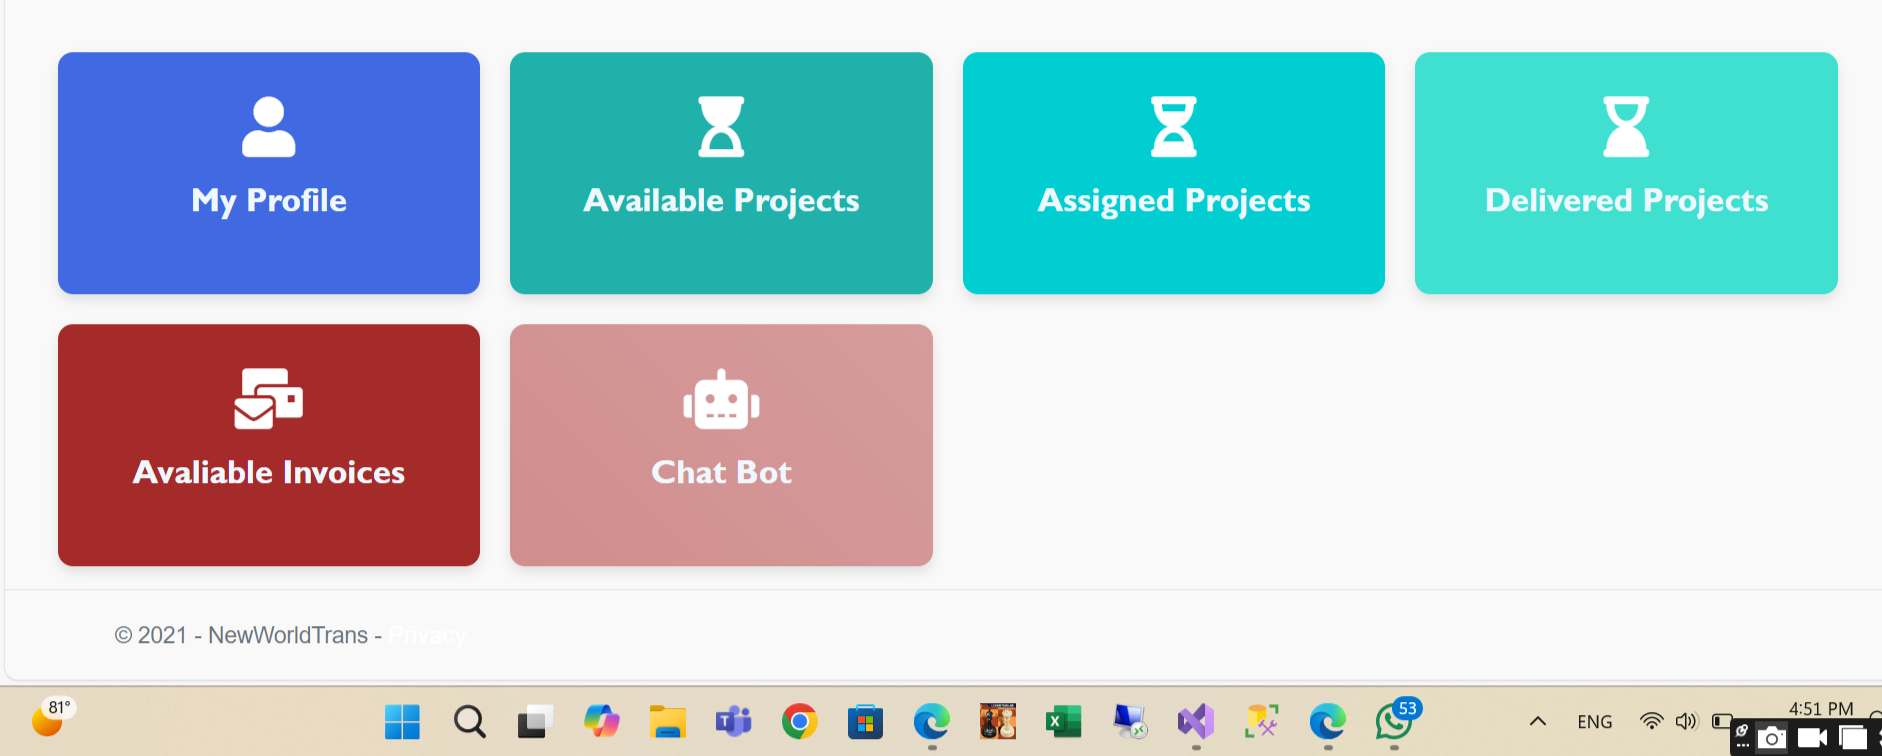 My Profile
Available Projects
Assigned Projects
Delivered Projects
Avaliable Invoices
Chat Bot
© 2021 - NewWorldTrans - Privacy
81°
53
ENG
4:51 PM